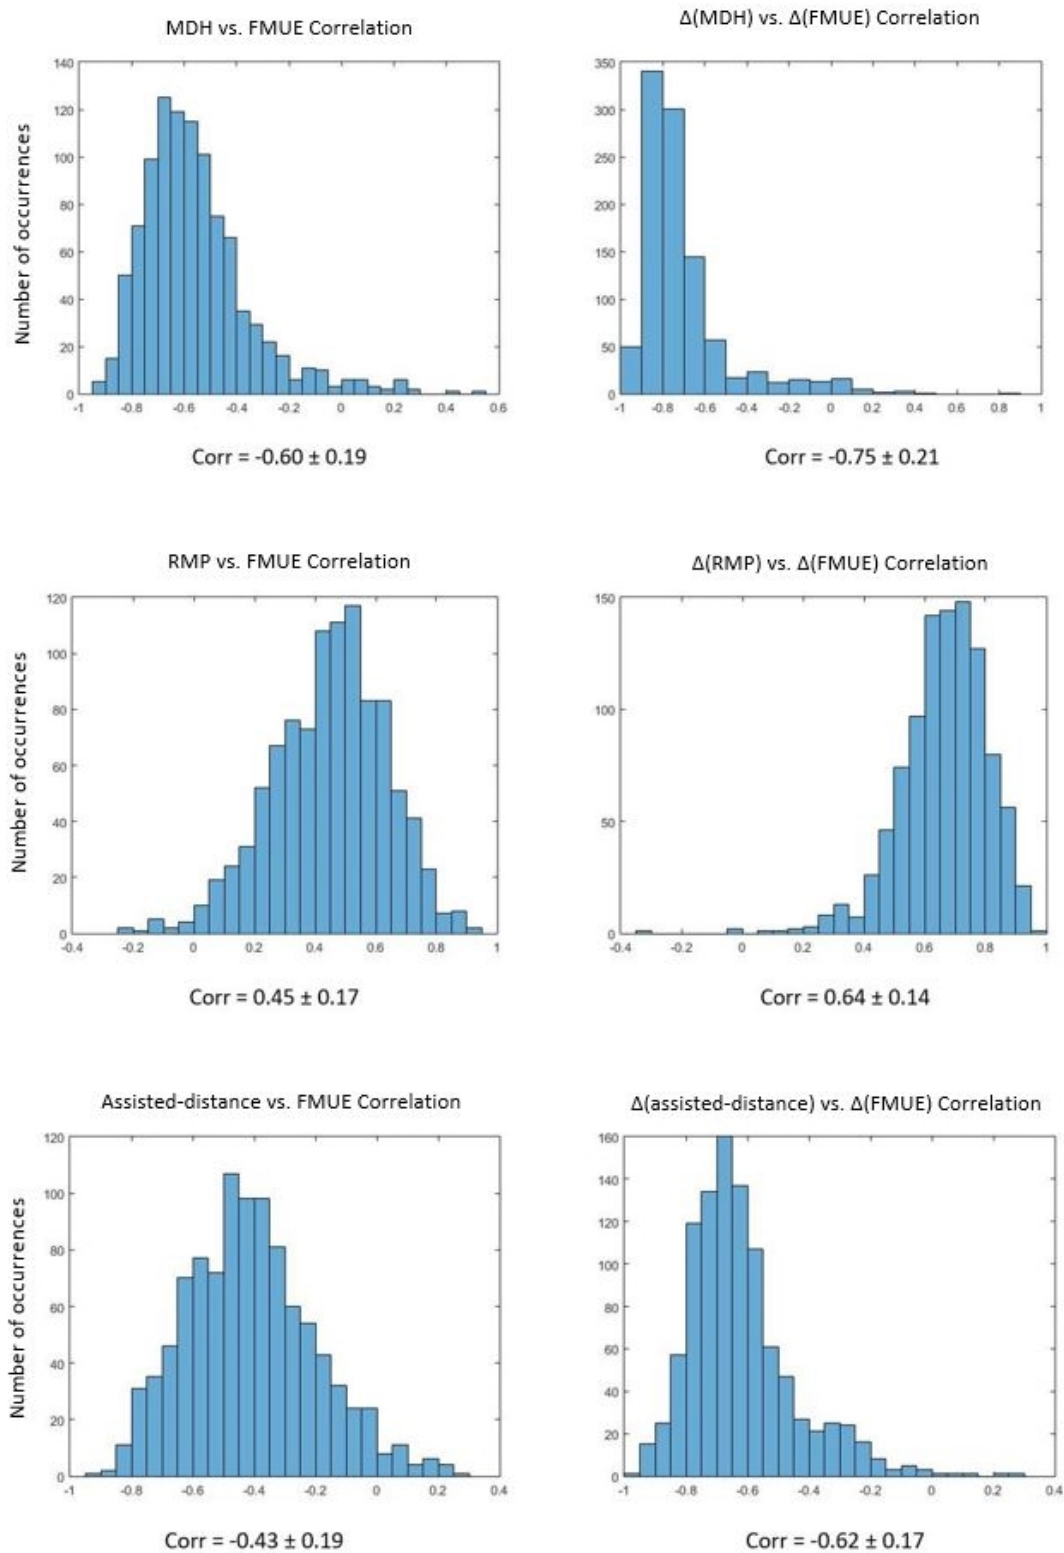 MDH vs. FMUE Correlation
Δ(MDH) vs. Δ(FMUE) Correlation
Number of occurrences
140
120
100
80
60
40
20
0
-1 -0.8 -0.6 -0.4 -0.2 0 0.2 0.4 0.6
350
300
250
200
150
100
50
0
-1 -0.8 -0.6 -0.4 -0.2 0 0.2 0.4 0.6 0.8 1
Corr = -0.60 ± 0.19
Corr = -0.75 ± 0.21
RMP vs. FMUE Correlation
Δ(RMP) vs. Δ(FMUE) Correlation
Number of occurrences
120
100
80
60
40
20
0
-0.4 -0.2 0 0.2 0.4 0.6 0.8 1
150
100
50
0
-0.4 -0.2 0 0.2 0.4 0.6 0.8 1
Corr = 0.45 ± 0.17
Corr = 0.64 ± 0.14
Assisted-distance vs. FMUE Correlation
Δ(assisted-distance) vs. Δ(FMUE) Correlation
Number of occurrences
120
100
80
60
40
20
0
-1 -0.8 -0.6 -0.4 -0.2 0 0.2 0.4
160
140
120
100
80
60
40
20
0
-1 -0.8 -0.6 -0.4 -0.2 0 0.2 0.4
Corr = -0.43 ± 0.19
Corr = -0.62 ± 0.17